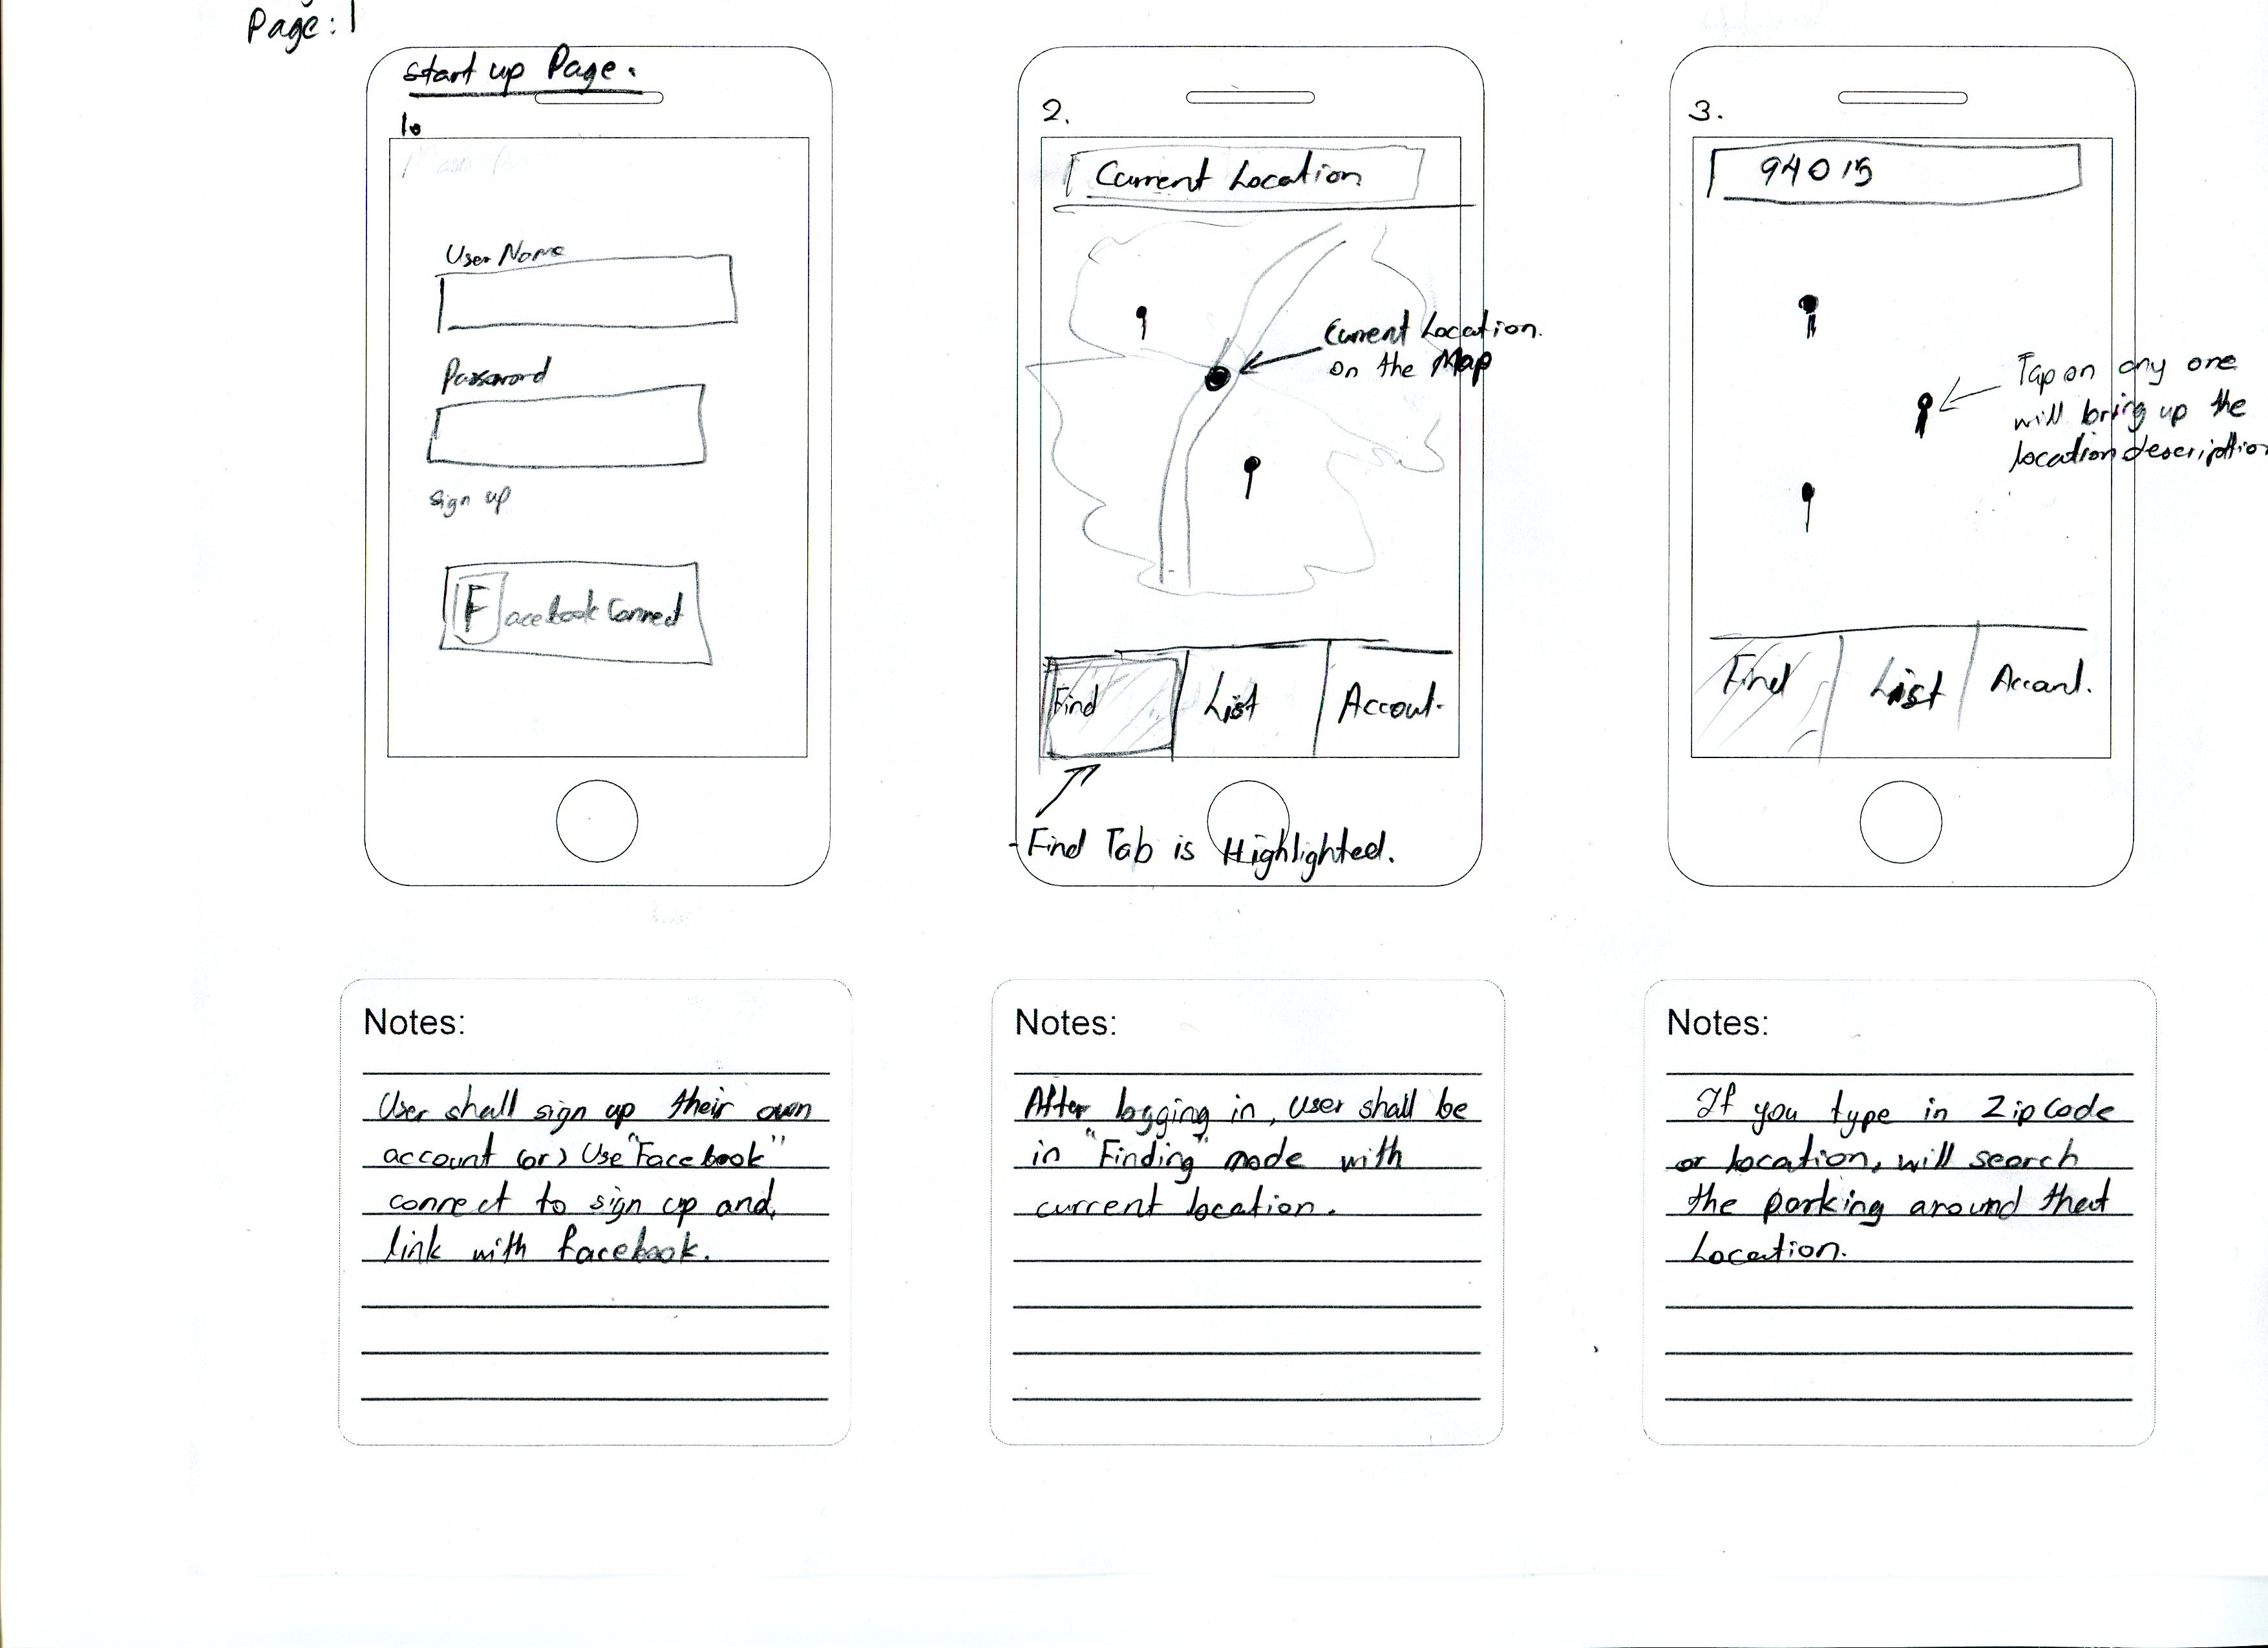 Page: 1
Start up Page.
1.
User Name
Password
Sign up
Facebook Connect
2.
Current Location
Current Location.
on the Map
Find
List
Account.
- Find Tab is Highlighted.
3.
94015
Tap on any one
will bring up the
location description
Find
List
Account.
Notes:
User shall sign up their own
account (or) Use "Facebook"
connect to sign up and,
link with facebook.
Notes:
After logging in, User shall be
in "Finding" mode with
current location.
Notes:
If you type in Zip Code
or location, will search
the parking around that
Location.